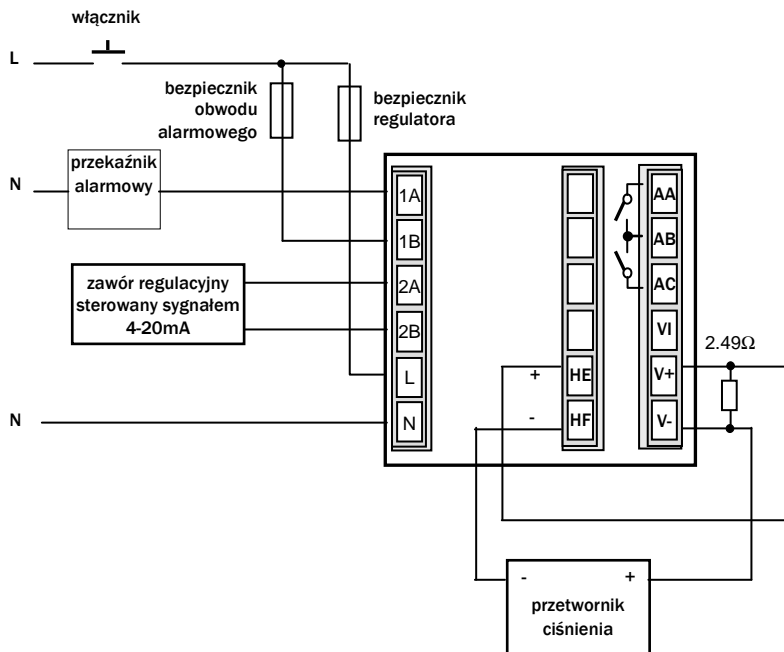 włącznik
L
bezpiecznik
obwodu
alarmowego
bezpiecznik
regulatora
N
przekaźnik
alarmowy
1A
1B
2A
2B
L
N
zawór regulacyjny
sterowany sygnałem
4-20mA
N
HE
HF
+
-
AA
AB
AC
VI
V+
V-
2.49Ω
-
+
przetwornik
ciśnienia